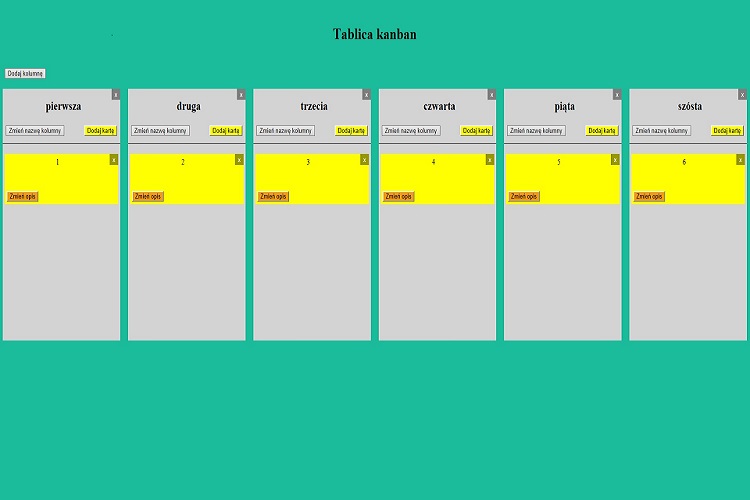 Tablica kanban
Dodaj kolumnę
x x x x x x
pierwsza druga trzecia czwarta piąta szósta
Zmień nazwę kolumny Dodaj kartę Zmień nazwę kolumny Dodaj kartę Zmień nazwę kolumny Dodaj kartę Zmień nazwę kolumny Dodaj kartę Zmień nazwę kolumny Dodaj kartę Zmień nazwę kolumny Dodaj kartę
1 x 2 x 3 x 4 x 5 x 6 x
Zmień opis Zmień opis Zmień opis Zmień opis Zmień opis Zmień opis